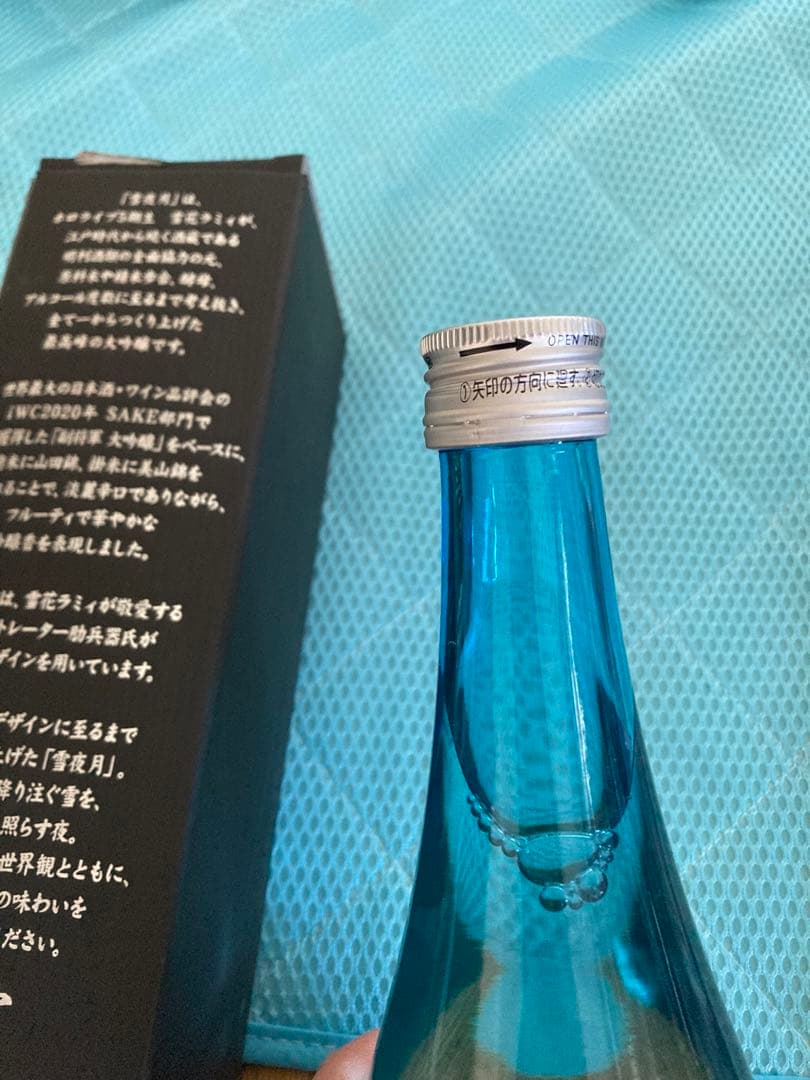 「雪夜月」は、
ホロライブ5期生 雪花ラミィが、
江戸時代から続く酒蔵である
明利酒類の全面協力の元、
原料米や精米歩合、酵母、
アルコール度数に至るまで考え抜き、
全て一からつくり上げた
最高峰の大吟醸です。
世界最大の日本酒・ワイン品評会の
IWC2020年 SAKE部門で
獲得した「副将軍 大吟醸」をベースに、
米に山田錦、掛米に美山錦を
ることで、淡麗辛口でありながら、
フルーティで華やかな
吟醸香を表現しました。
は、雪花ラミィが敬愛する
トレーター助兵器氏が
ザインを用いています。
デザインに至るまで
上げた「雪夜月」。
降り注ぐ雪を、
照らす夜。
世界観とともに、
の味わいを
ださい。
OPEN THIS
①矢印の方向に廻す。